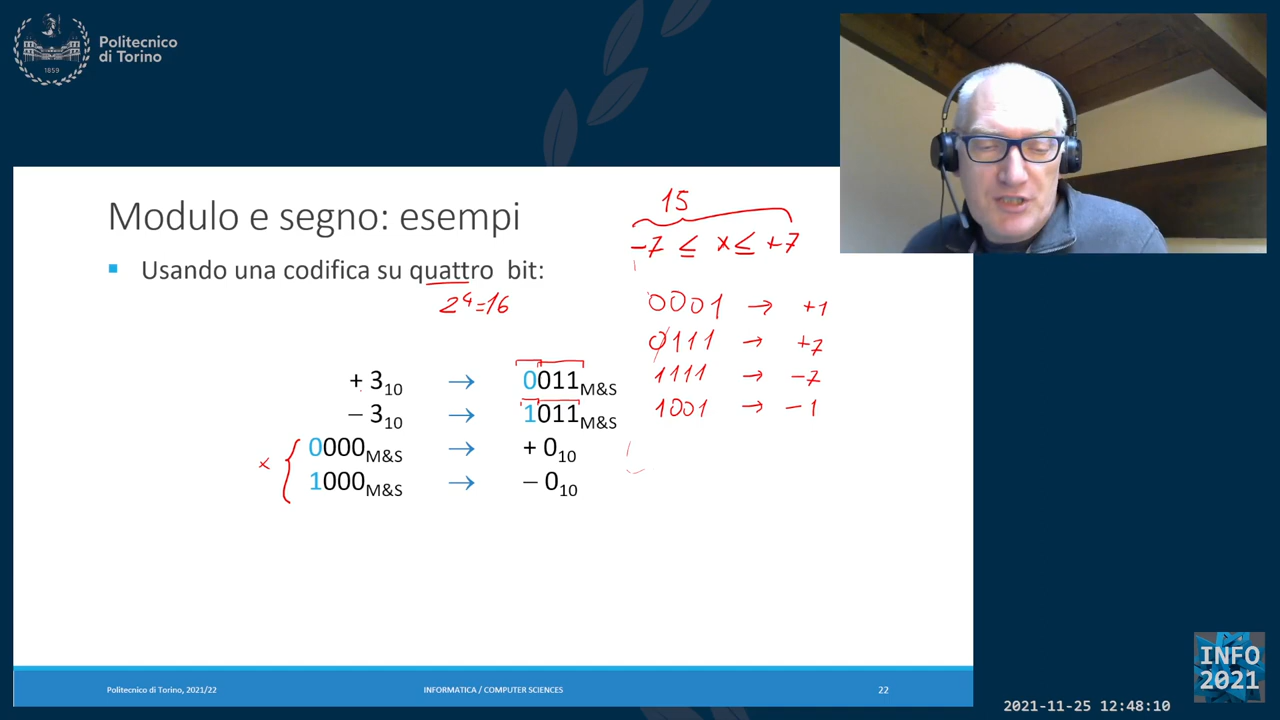 Politecnico
di Torino
1859
Modulo e segno: esempi
15
-7 ≤ x ≤ +7
▪ Usando una codifica su quattro bit:
2⁴=16
0001 → +1
0111 → +7
1111 → -7
1001 → -1
+ 3₁₀ → 0011M&S
− 3₁₀ → 1011M&S
x { 0000M&S → + 0₁₀
1000M&S → − 0₁₀
Politecnico di Torino, 2021/22 INFORMATICA / COMPUTER SCIENCES 22
INFO
2021
2021-11-25 12:48:10